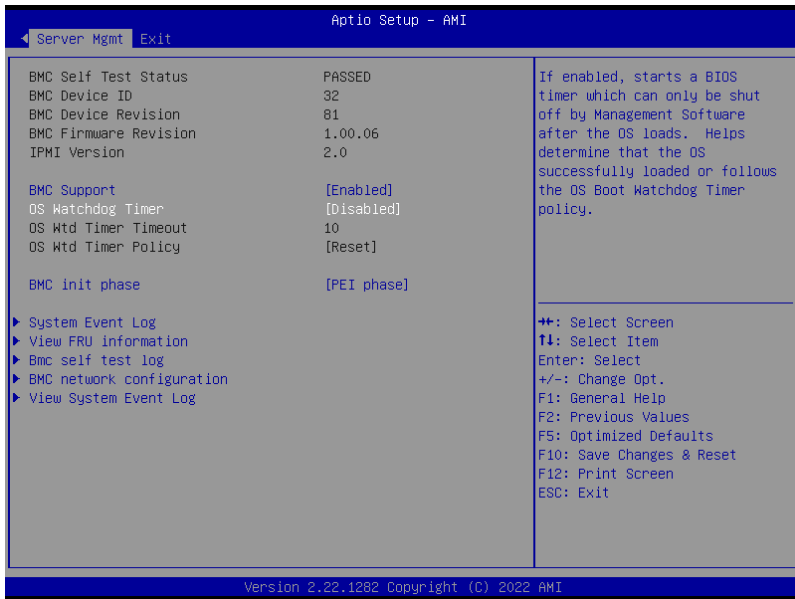 Aptio Setup – AMI
Server Mgmt Exit
BMC Self Test Status PASSED
BMC Device ID 32
BMC Device Revision 81
BMC Firmware Revision 1.00.06
IPMI Version 2.0
BMC Support [Enabled]
OS Watchdog Timer [Disabled]
OS Wtd Timer Timeout 10
OS Wtd Timer Policy [Reset]
BMC init phase [PEI phase]
System Event Log
View FRU information
Bmc self test log
BMC network configuration
View System Event Log
If enabled, starts a BIOS
timer which can only be shut
off by Management Software
after the OS loads. Helps
determine that the OS
successfully loaded or follows
the OS Boot Watchdog Timer
policy.
→←: Select Screen
↑↓: Select Item
Enter: Select
+/-: Change Opt.
F1: General Help
F2: Previous Values
F5: Optimized Defaults
F10: Save Changes & Reset
F12: Print Screen
ESC: Exit
Version 2.22.1282 Copyright (C) 2022 AMI